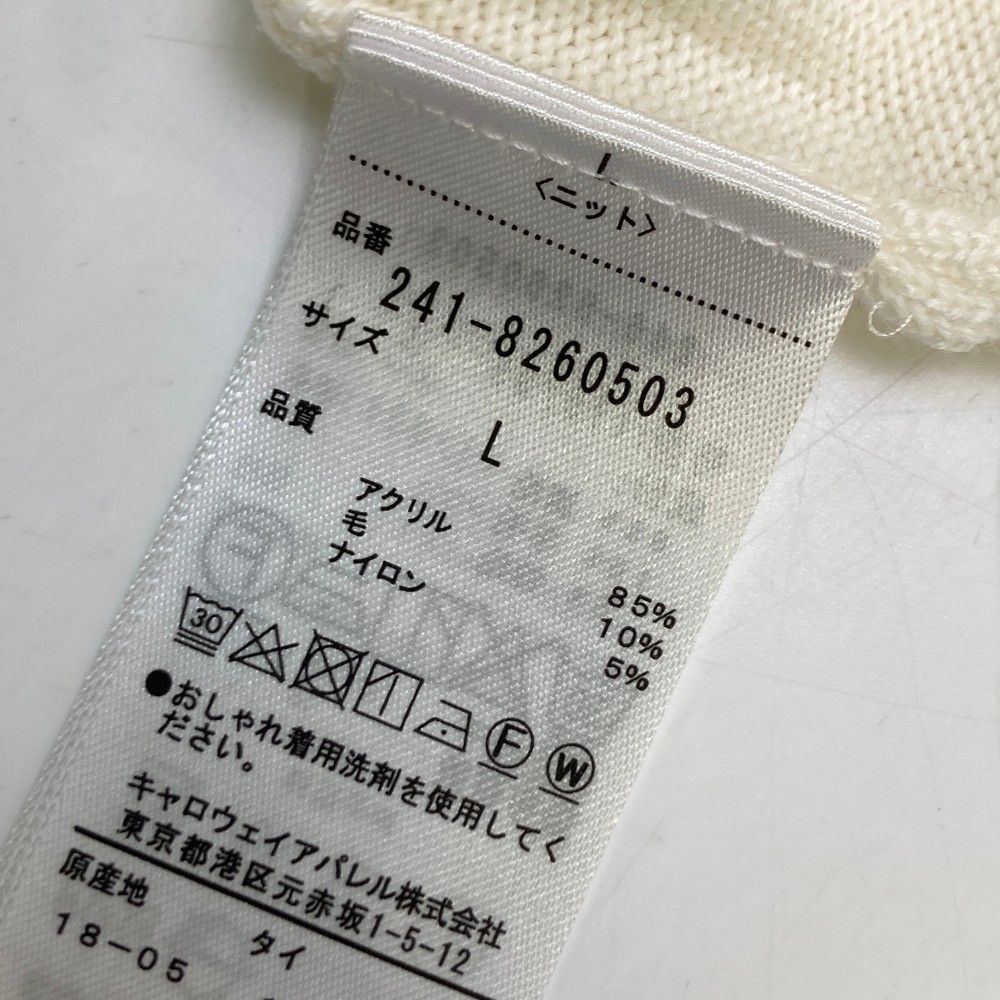 <ニット>
品番
241-8260503
サイズ
L
品質
アクリル 85%
毛 10%
ナイロン 5%
30 F W
●おしゃれ着用洗剤を使用してく
ださい。
キャロウェイアパレル株式会社
東京都港区元赤坂1-5-12
原産地 タイ
18-05